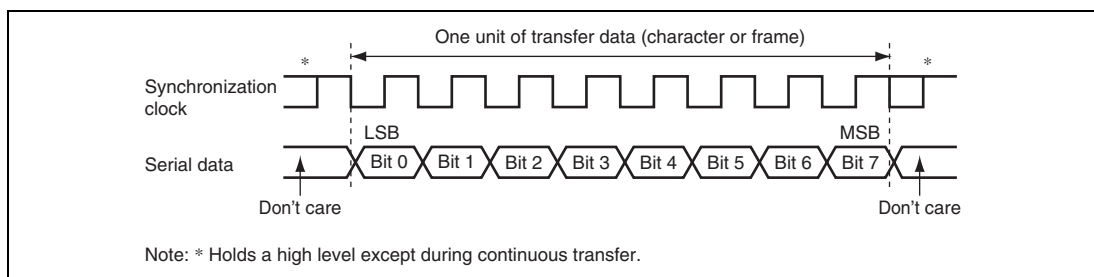 One unit of transfer data (character or frame)
* *
Synchronization
clock
LSB MSB
Serial data Bit 0 Bit 1 Bit 2 Bit 3 Bit 4 Bit 5 Bit 6 Bit 7
Don't care Don't care
Note: * Holds a high level except during continuous transfer.